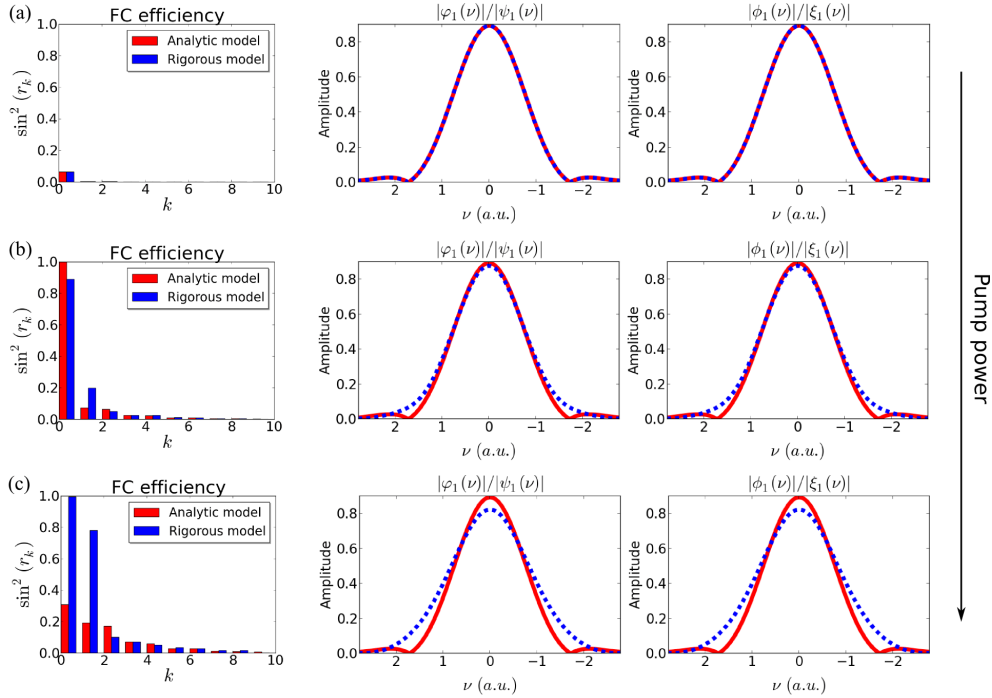 (a)
FC efficiency
Analytic model
Rigorous model
sin² (r_k)
1.0
0.8
0.6
0.4
0.2
0.0
0 2 4 6 8 10
k
|φ₁(ν)|/|ψ₁(ν)|
Amplitude
0.8
0.6
0.4
0.2
0.0
2 1 0 −1 −2
ν (a.u.)
|ϕ₁(ν)|/|ξ₁(ν)|
Amplitude
0.8
0.6
0.4
0.2
0.0
2 1 0 −1 −2
ν (a.u.)
(b)
FC efficiency
Analytic model
Rigorous model
sin² (r_k)
1.0
0.8
0.6
0.4
0.2
0.0
0 2 4 6 8 10
k
|φ₁(ν)|/|ψ₁(ν)|
Amplitude
0.8
0.6
0.4
0.2
0.0
2 1 0 −1 −2
ν (a.u.)
|ϕ₁(ν)|/|ξ₁(ν)|
Amplitude
0.8
0.6
0.4
0.2
0.0
2 1 0 −1 −2
ν (a.u.)
(c)
FC efficiency
Analytic model
Rigorous model
sin² (r_k)
1.0
0.8
0.6
0.4
0.2
0.0
0 2 4 6 8 10
k
|φ₁(ν)|/|ψ₁(ν)|
Amplitude
0.8
0.6
0.4
0.2
0.0
2 1 0 −1 −2
ν (a.u.)
|ϕ₁(ν)|/|ξ₁(ν)|
Amplitude
0.8
0.6
0.4
0.2
0.0
2 1 0 −1 −2
ν (a.u.)
Pump power